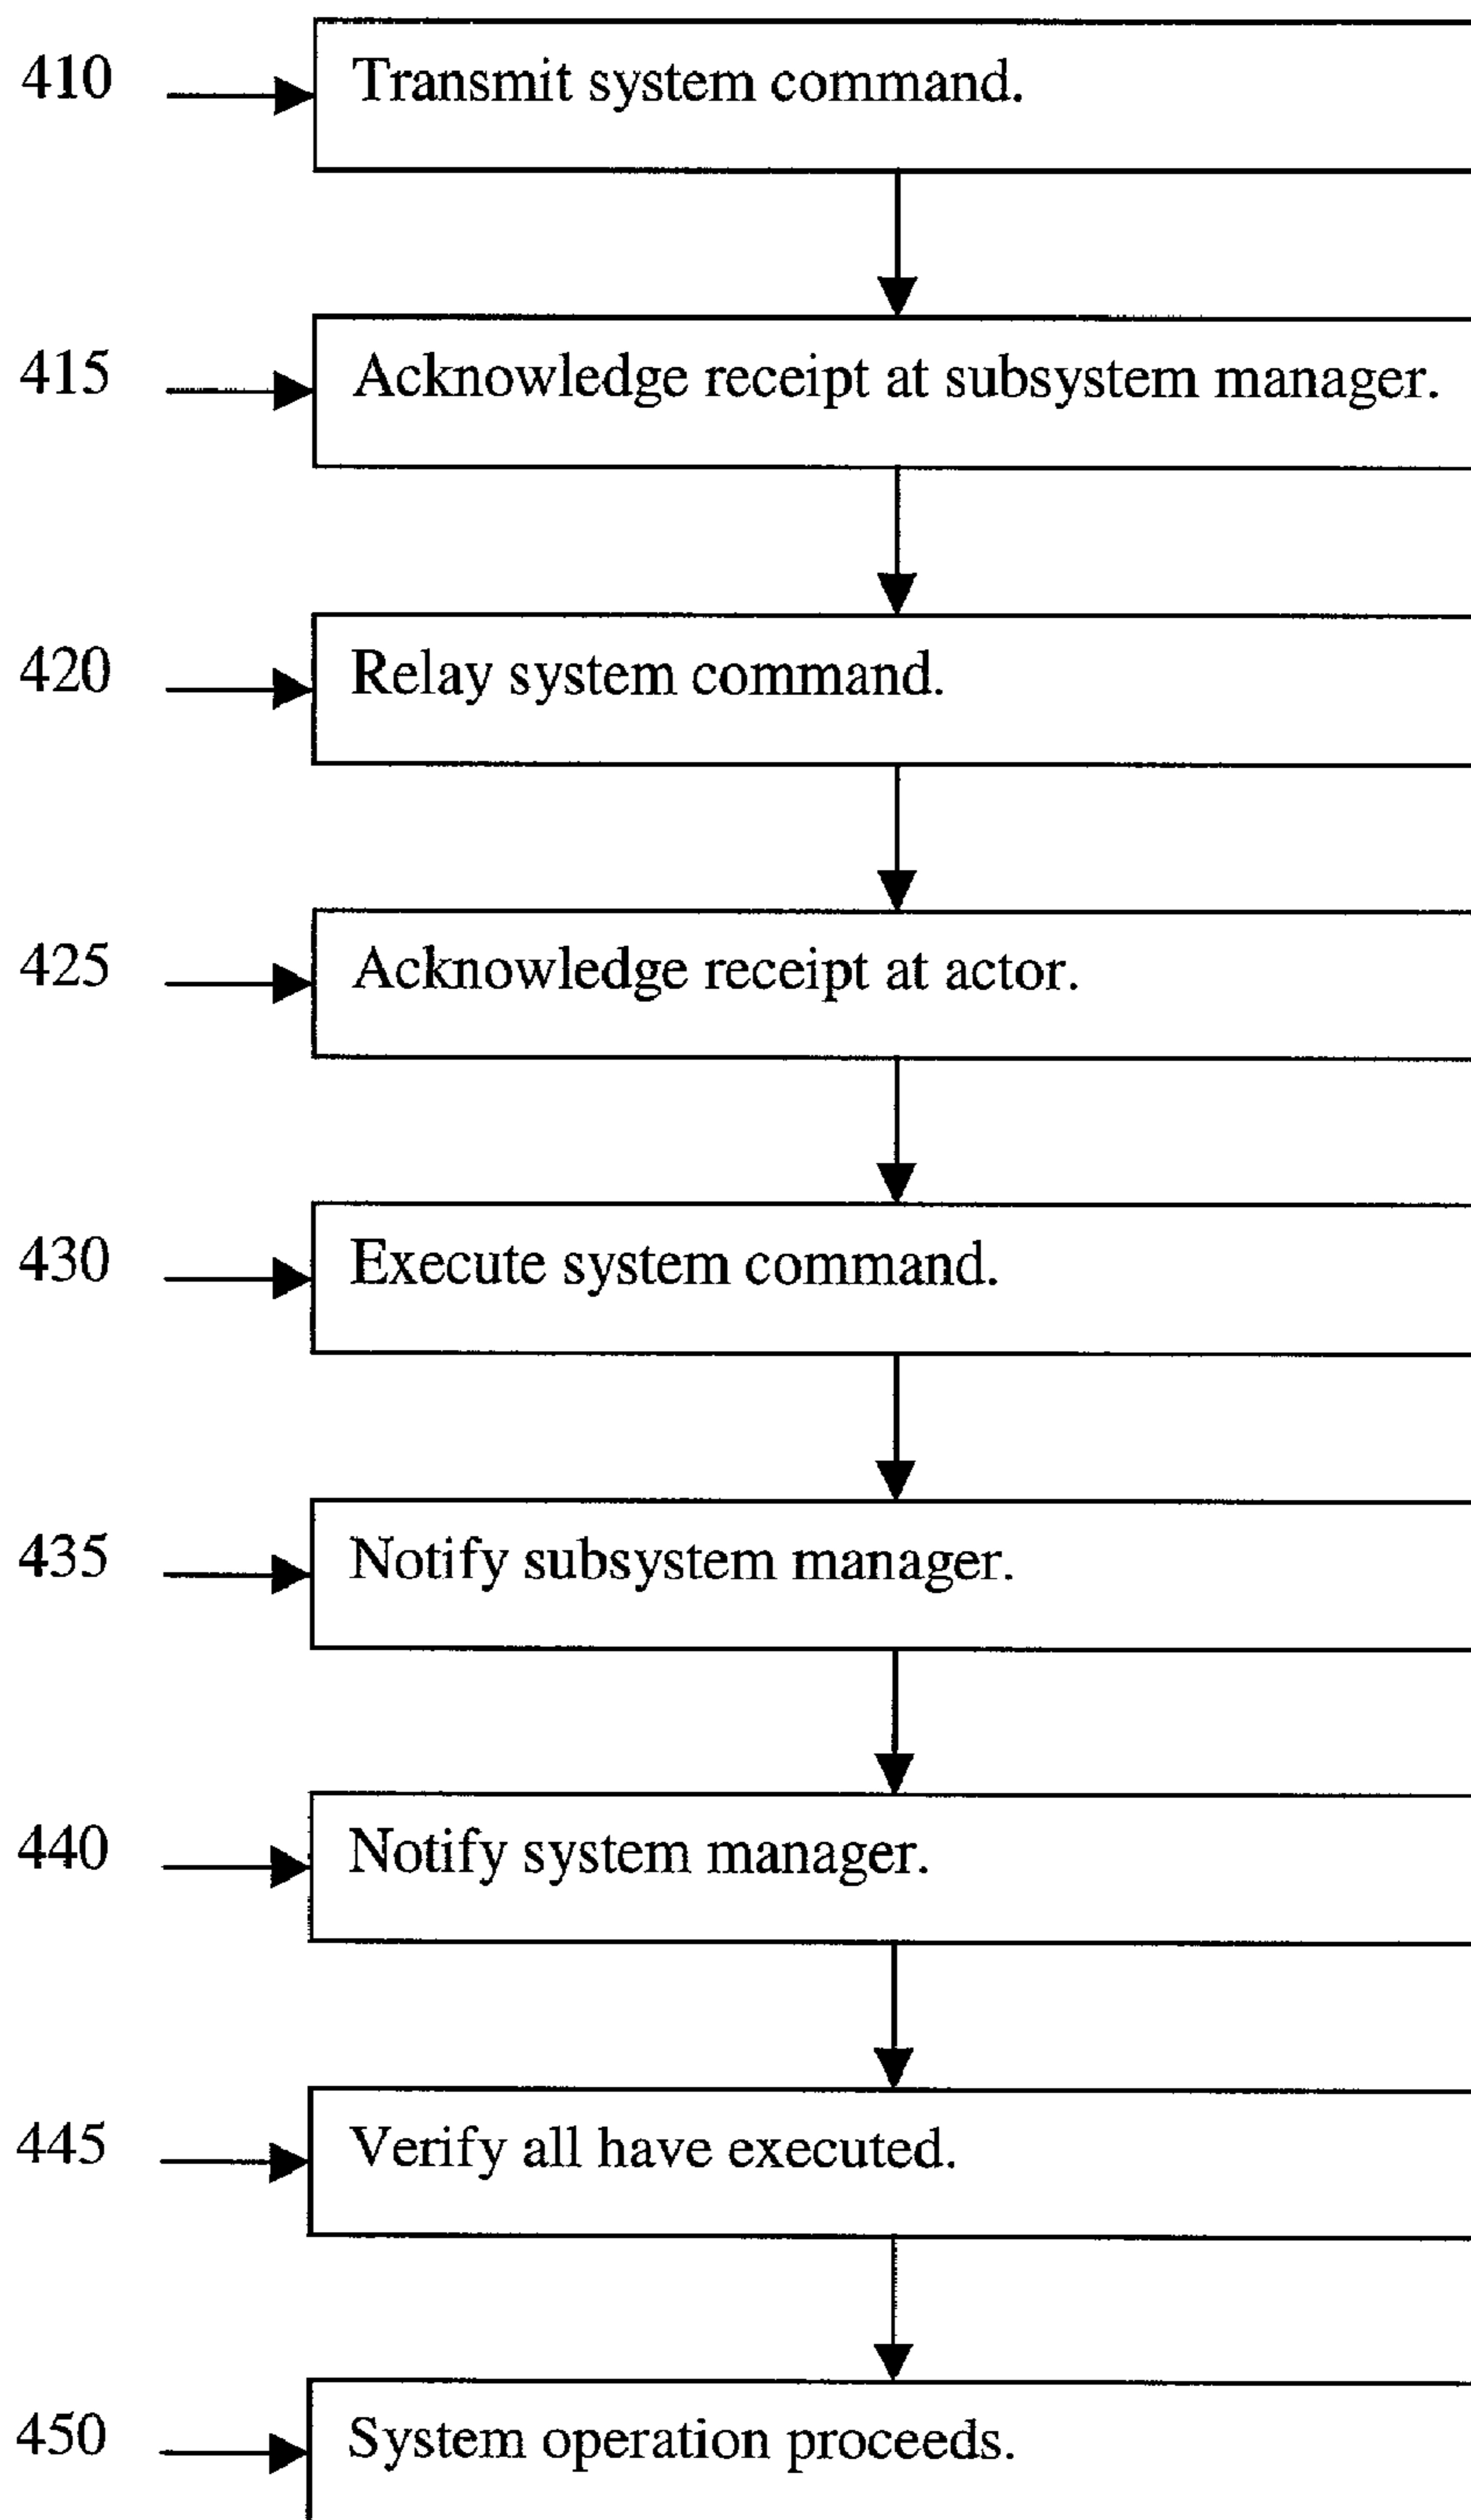 410 Transmit system command.
415 Acknowledge receipt at subsystem manager.
420 Relay system command.
425 Acknowledge receipt at actor.
430 Execute system command.
435 Notify subsystem manager.
440 Notify system manager.
445 Verify all have executed.
450 System operation proceeds.